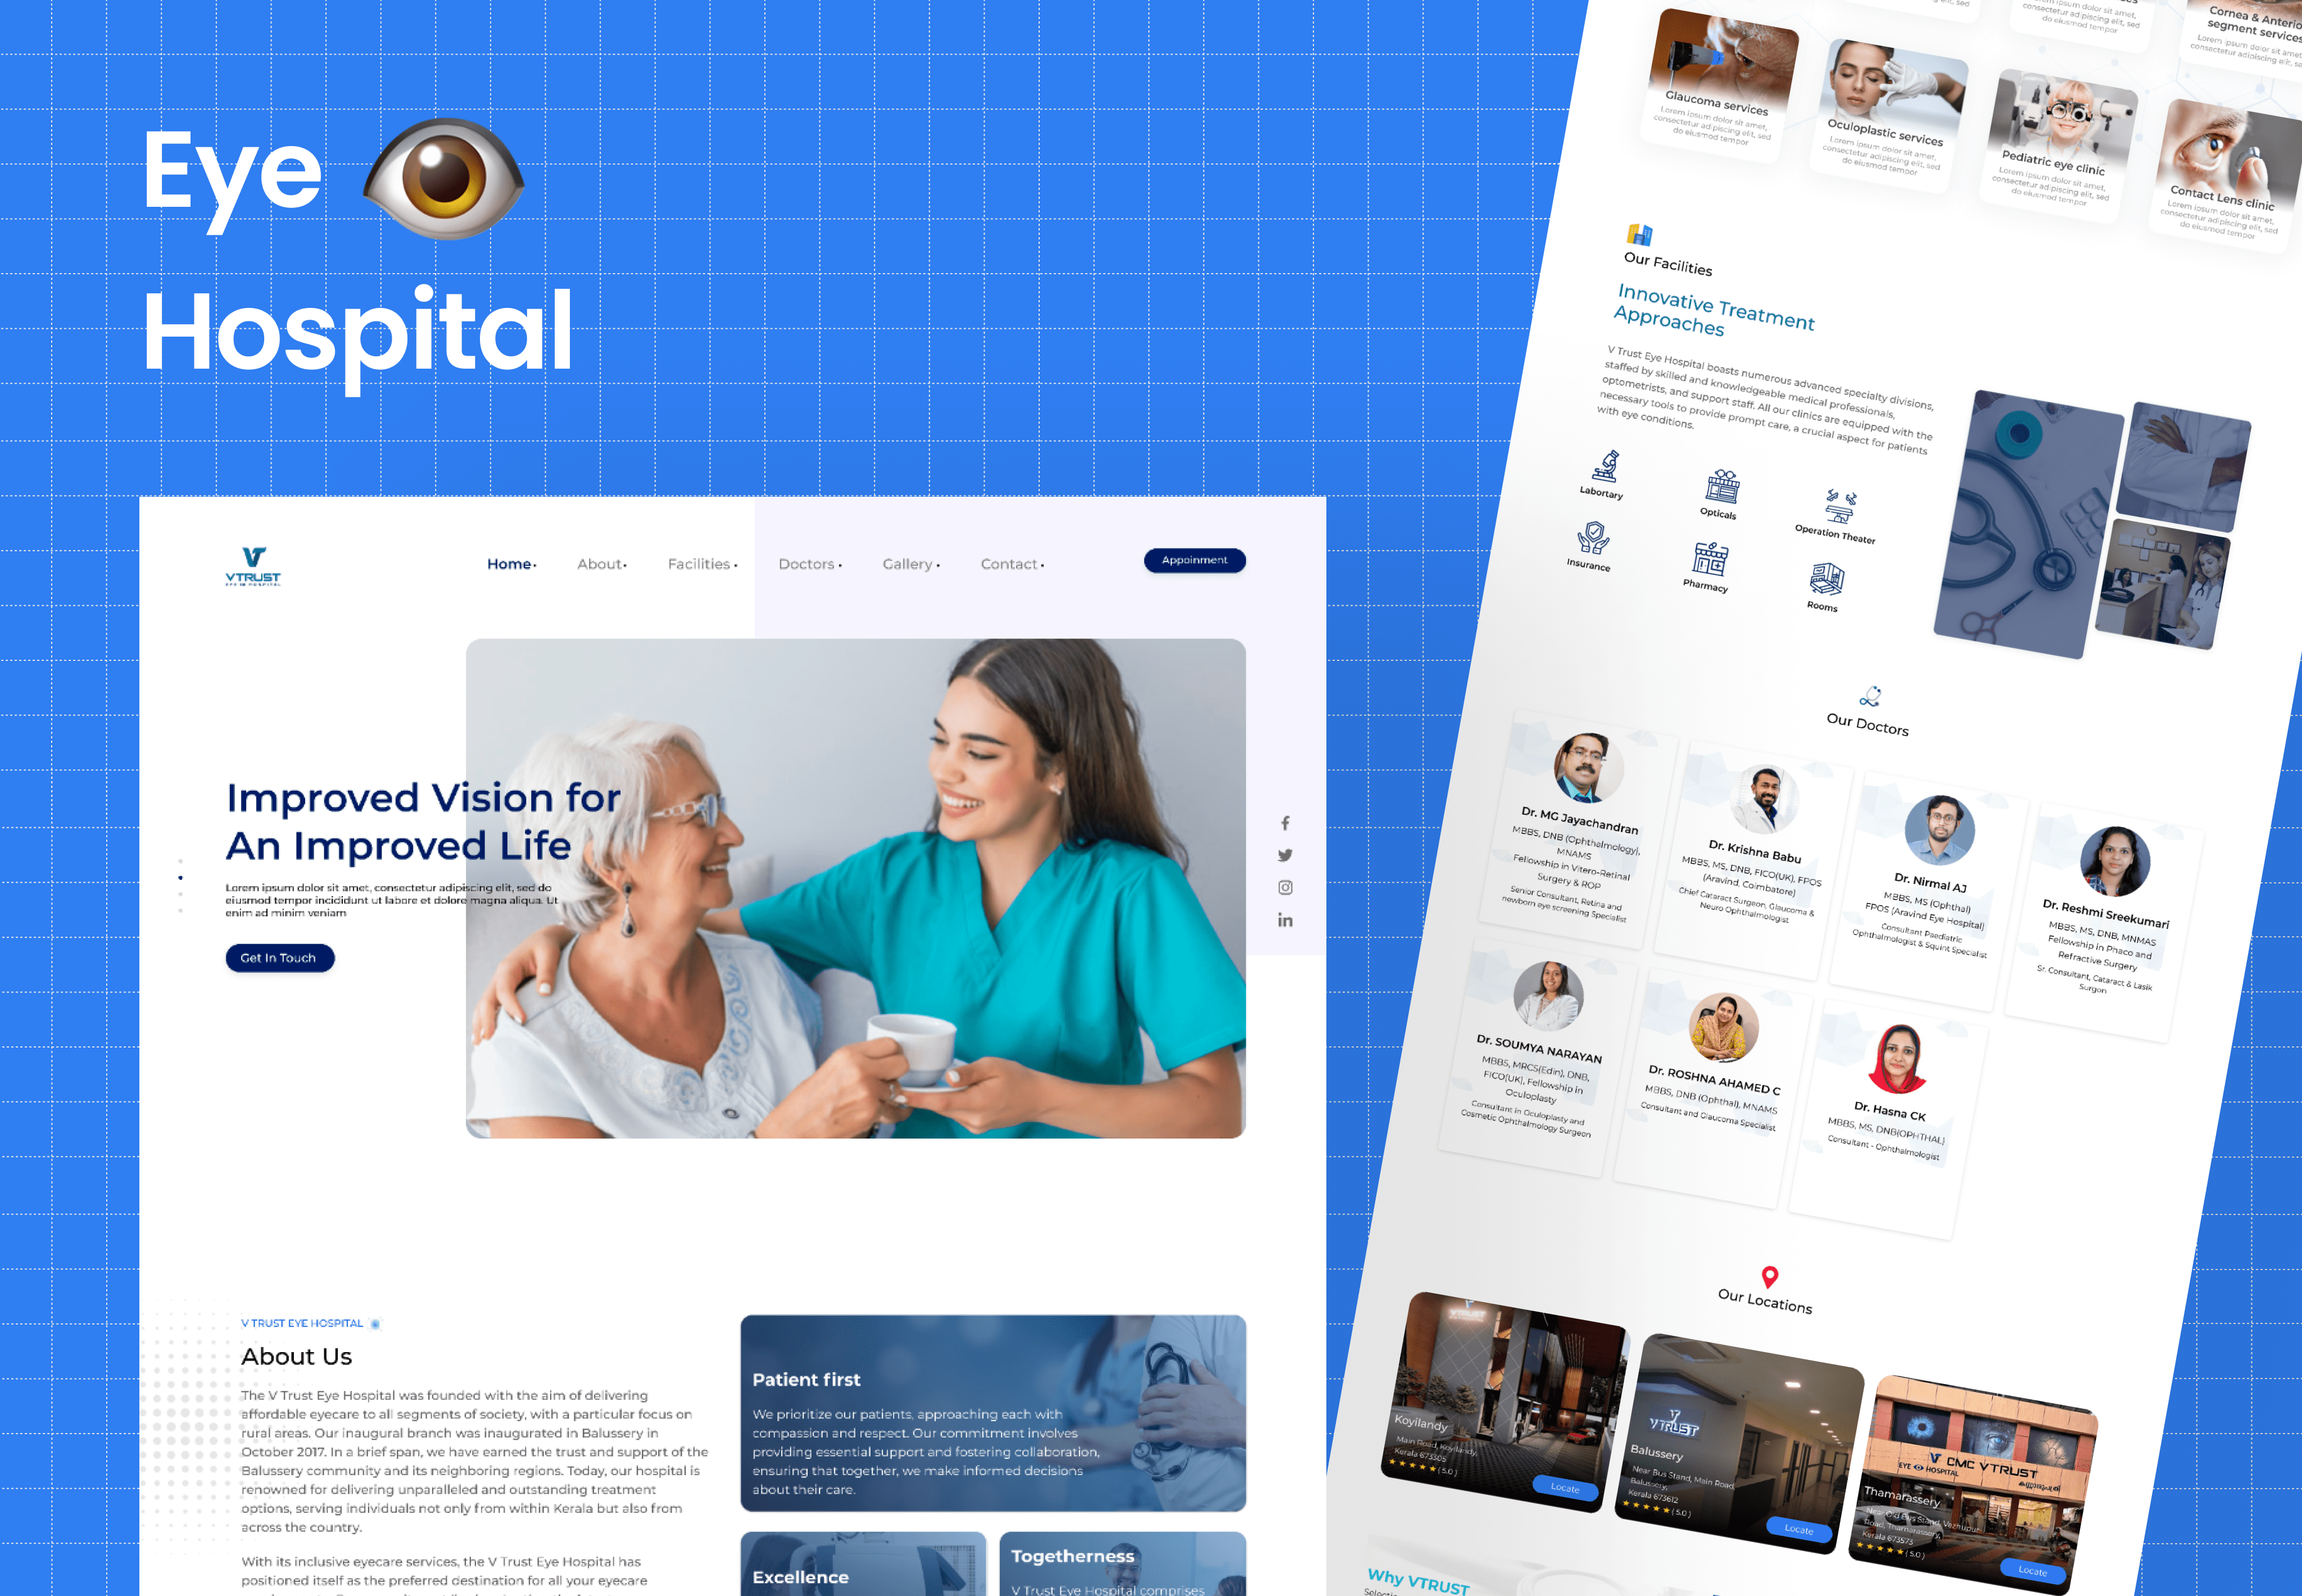 Eye
Hospital
VTRUST
EYE HOSPITAL
Home
About
Facilities
Doctors
Gallery
Contact
Appoinment
Improved Vision for
An Improved Life
Lorem ipsum dolor sit amet, consectetur adipiscing elit, sed do
eiusmod tempor incididunt ut labore et dolore magna aliqua. Ut
enim ad minim veniam
Get In Touch
f
in
V TRUST EYE HOSPITAL
About Us
The V Trust Eye Hospital was founded with the aim of delivering
affordable eyecare to all segments of society, with a particular focus on
rural areas. Our inaugural branch was inaugurated in Balussery in
October 2017. In a brief span, we have earned the trust and support of the
Balussery community and its neighboring regions. Today, our hospital is
renowned for delivering unparalleled and outstanding treatment
options, serving individuals not only from within Kerala but also from
across the country.
With its inclusive eyecare services, the V Trust Eye Hospital has
positioned itself as the preferred destination for all your eyecare
Patient first
We prioritize our patients, approaching each with
compassion and respect. Our commitment involves
providing essential support and fostering collaboration,
ensuring that together, we make informed decisions
about their care.
Excellence
Togetherness
V Trust Eye Hospital comprises
elit, sed
consectetur adipiscing elit, sed
do eiusmod tempor
Cornea & Anterio
segment services
Lorem ipsum dolor sit amet,
consectetur adipiscing elit, se
Glaucoma services
Lorem ipsum dolor sit amet,
consectetur adipiscing elit, sed
do eiusmod tempor
Oculoplastic services
Lorem ipsum dolor sit amet,
consectetur adipiscing elit, sed
do eiusmod tempor
Pediatric eye clinic
Lorem ipsum dolor sit amet,
consectetur adipiscing elit, sed
do eiusmod tempor
Contact Lens clinic
Lorem ipsum dolor sit amet,
consectetur adipiscing elit, sed
do eiusmod tempor
Our Facilities
Innovative Treatment
Approaches
V Trust Eye Hospital boasts numerous advanced specialty divisions,
staffed by skilled and knowledgeable medical professionals,
optometrists, and support staff. All our clinics are equipped with the
necessary tools to provide prompt care, a crucial aspect for patients
with eye conditions.
Labortary
Opticals
Operation Theater
Insurance
Pharmacy
Rooms
Our Doctors
Dr. MG Jayachandran
MBBS, DNB (Ophthalmology),
MNAMS
Fellowship in Vitero-Retinal
Surgery & ROP
Senior Consultant, Retina and
newborn eye screening Specialist
Dr. Krishna Babu
MBBS, MS, DNB, FICO(UK), FPOS
(Aravind, Coimbatore)
Chief Cataract Surgeon, Glaucoma &
Neuro Ophthalmologist
Dr. Nirmal AJ
MBBS, MS (Ophthal)
FPOS (Aravind Eye Hospital)
Consultant Paediatric
Ophthalmologist & Squint Specialist
Dr. Reshmi Sreekumari
MBBS, MS, DNB, MNMAS
Fellowship in Phaco and
Refractive Surgery
Sr. Consultant, Cataract & Lasik
Surgon
Dr. SOUMYA NARAYAN
MBBS, MRCS(Edin), DNB,
FICO(UK), Fellowship in
Oculoplasty
Consultant in Oculoplasty and
Cosmetic Ophthalmology Surgeon
Dr. ROSHNA AHAMED C
MBBS, DNB (Ophthal), MNAMS
Consultant and Glaucoma Specialist
Dr. Hasna CK
MBBS, MS, DNB(OPHTHAL)
Consultant - Ophthalmologist
Our Locations
VTRUST
Koyilandy
Main Road, Koyilandy,
Kerala 673305
(5.0)
Locate
VTRUST
Balussery
Near Bus Stand, Main Road,
Balussery,
Kerala 673612
(5.0)
Locate
CMC VTRUST
EYE HOSPITAL
Thamarassery
Near Old Bus Stand, Vezhupur
Road, Thamarassery,
Kerala 673573
(5.0)
Locate
Why VTRUST